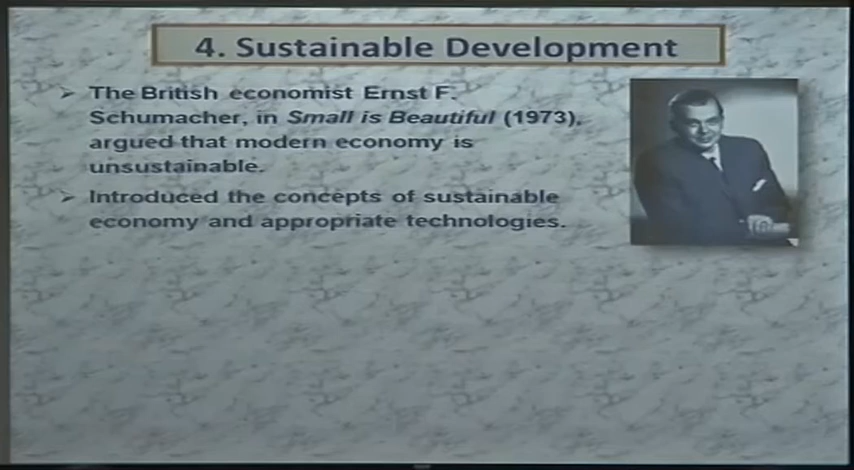 4. Sustainable Development
➢ The British economist Ernst F.
Schumacher, in Small is Beautiful (1973),
argued that modern economy is
unsustainable.
➢ Introduced the concepts of sustainable
economy and appropriate technologies.